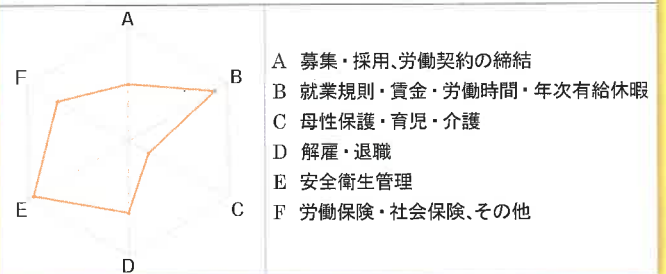 A
B
C
D
E
F
A 募集・採用、労働契約の締結
B 就業規則・賃金・労働時間・年次有給休暇
C 母性保護・育児・介護
D 解雇・退職
E 安全衛生管理
F 労働保険・社会保険、その他